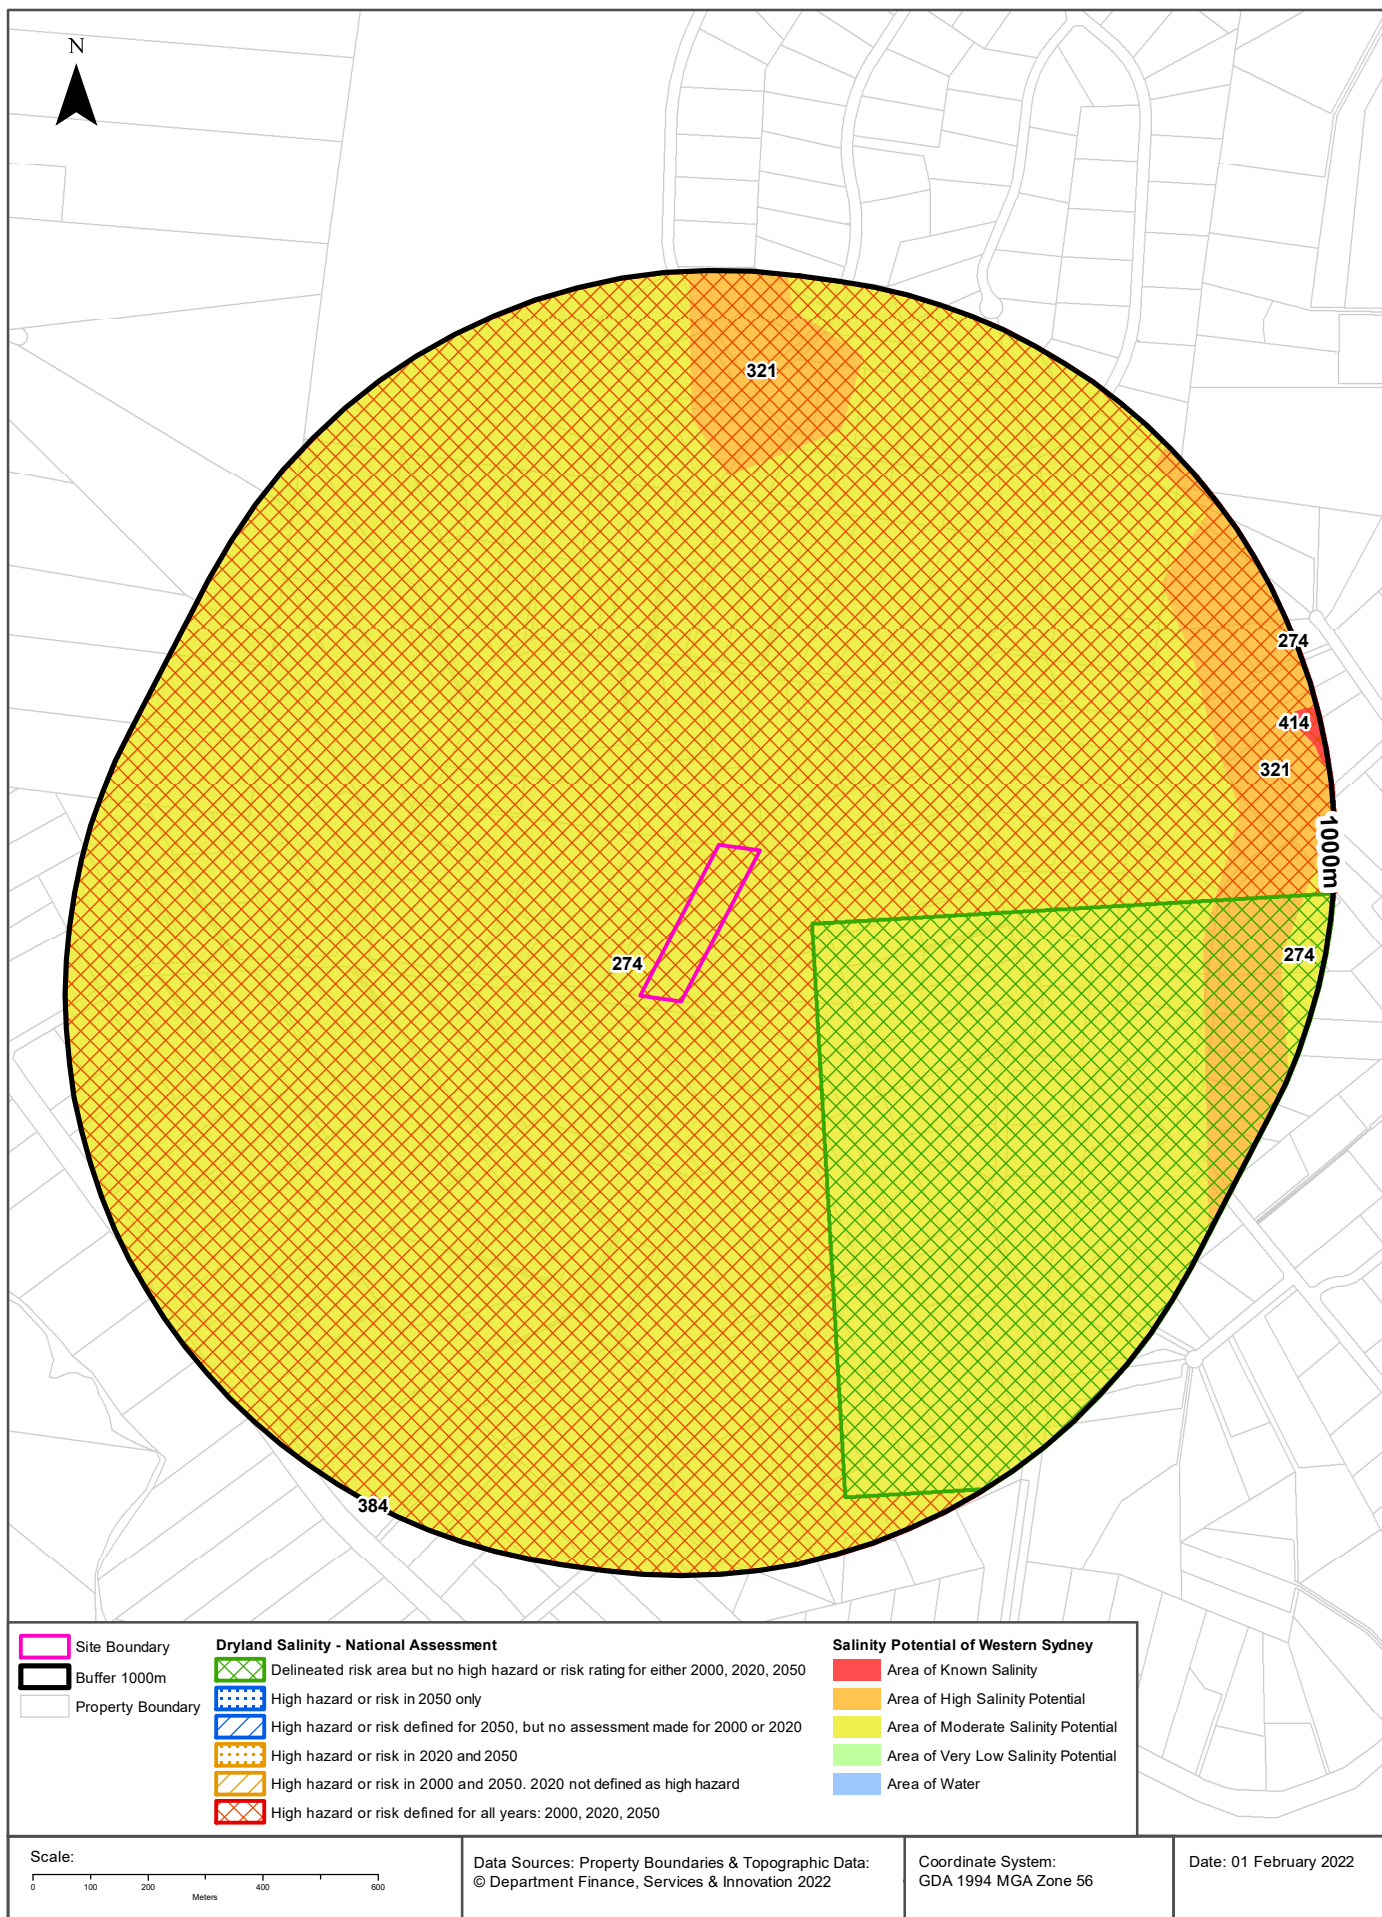 N
321
274
414
321
1000m
274
274
384
Site Boundary
Buffer 1000m
Property Boundary
Dryland Salinity - National Assessment
Delineated risk area but no high hazard or risk rating for either 2000, 2020, 2050
High hazard or risk in 2050 only
High hazard or risk defined for 2050, but no assessment made for 2000 or 2020
High hazard or risk in 2020 and 2050
High hazard or risk in 2000 and 2050. 2020 not defined as high hazard
High hazard or risk defined for all years: 2000, 2020, 2050
Salinity Potential of Western Sydney
Area of Known Salinity
Area of High Salinity Potential
Area of Moderate Salinity Potential
Area of Very Low Salinity Potential
Area of Water
Scale:
0 100 200 400 600
Meters
Data Sources: Property Boundaries & Topographic Data:
© Department Finance, Services & Innovation 2022
Coordinate System:
GDA 1994 MGA Zone 56
Date: 01 February 2022